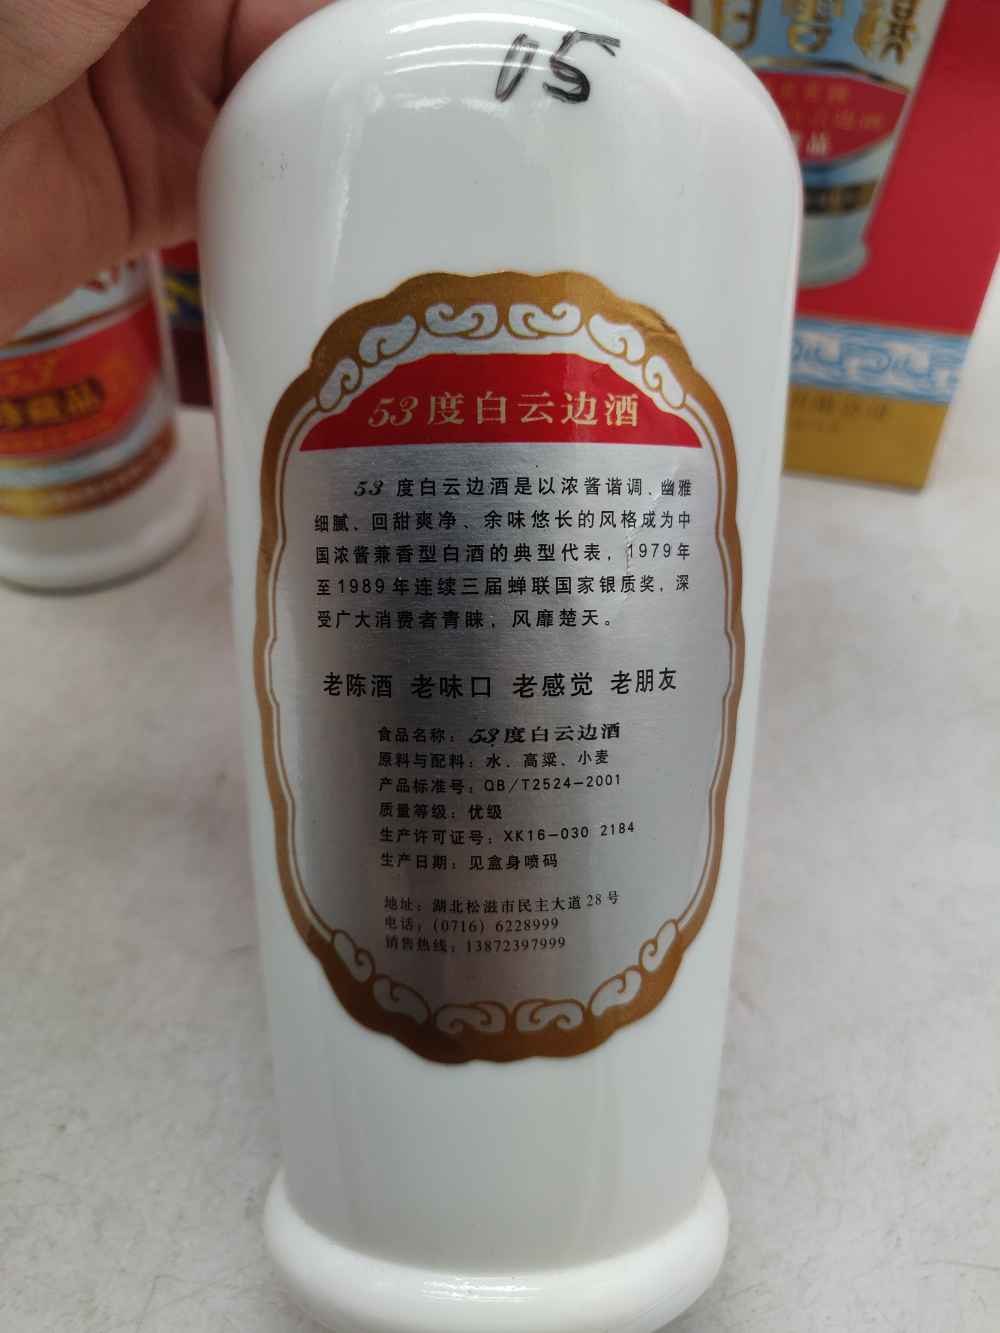 05
53度白云边酒
53 度白云边酒是以浓酱谐调、幽雅
细腻、回甜爽净、余味悠长的风格成为中
国浓酱兼香型白酒的典型代表，1979年
至1989年连续三届蝉联国家银质奖，深
受广大消费者青睐，风靡楚天。
老陈酒 老味口 老感觉 老朋友
食品名称：53度白云边酒
原料与配料：水、高粱、小麦
产品标准号：QB/T2524-2001
质量等级：优级
生产许可证号：XK16-030 2184
生产日期：见盒身喷码
地址：湖北松滋市民主大道28号
电话：(0716) 6228999
销售热线：13872397999
珍藏品